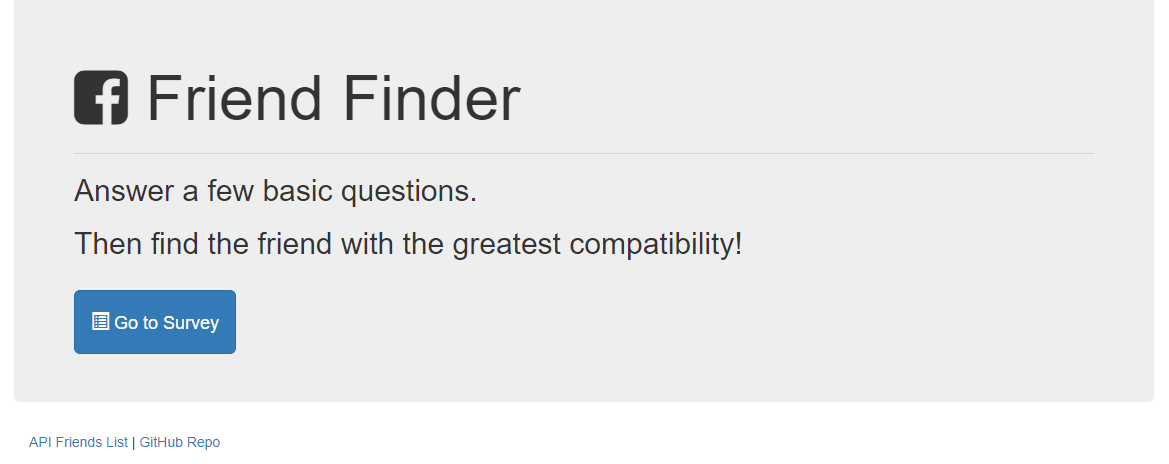 Friend Finder
Answer a few basic questions.
Then find the friend with the greatest compatibility!
Go to Survey
API Friends List | GitHub Repo